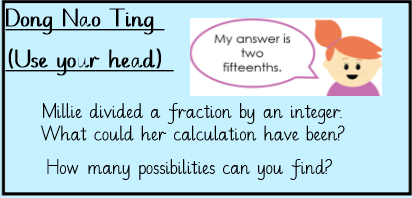 Dong Nao Ting
(Use your head)
My answer is
two
fifteenths.
Millie divided a fraction by an integer.
What could her calculation have been?
How many possibilities can you find?